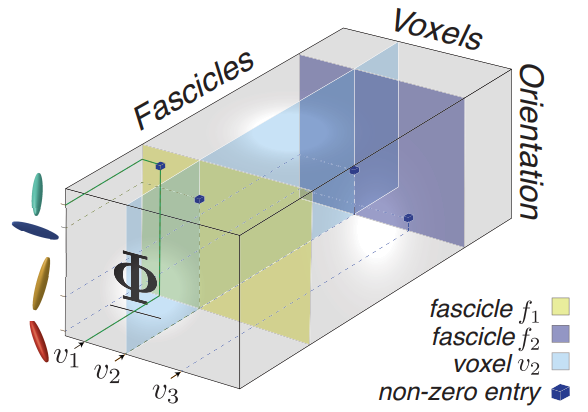 Voxels
Fascicles
Orientation
Φ
v₁
v₂
v₃
fascicle f₁
fascicle f₂
voxel v₂
non-zero entry